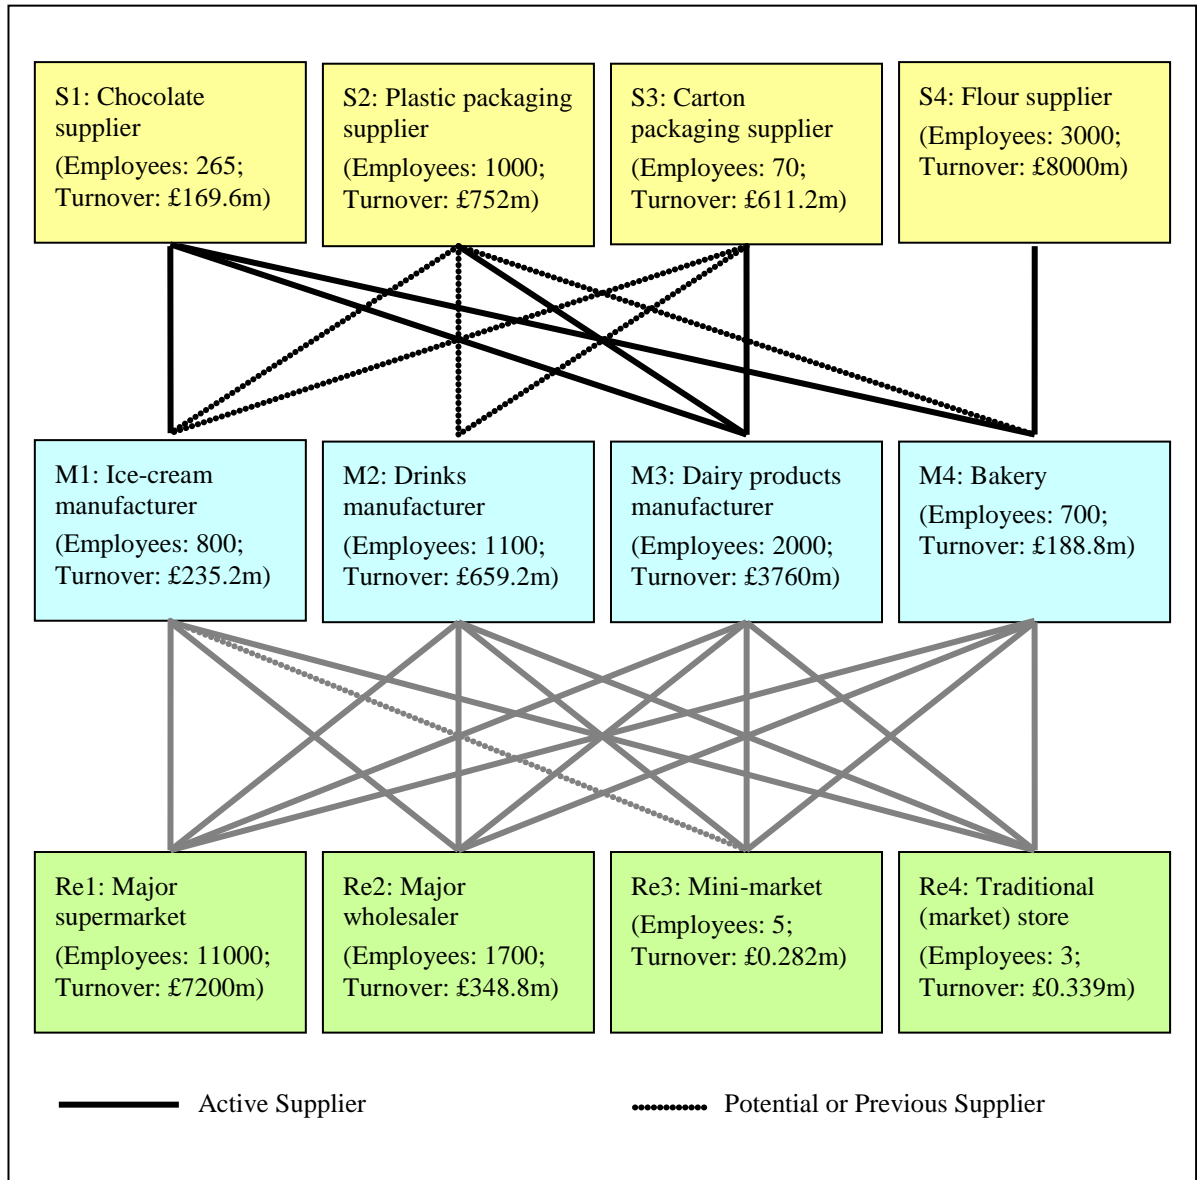 S1: Chocolate
supplier
(Employees: 265;
Turnover: £169.6m)
S2: Plastic packaging
supplier
(Employees: 1000;
Turnover: £752m)
S3: Carton
packaging supplier
(Employees: 70;
Turnover: £611.2m)
S4: Flour supplier
(Employees: 3000;
Turnover: £8000m)
M1: Ice-cream
manufacturer
(Employees: 800;
Turnover: £235.2m)
M2: Drinks
manufacturer
(Employees: 1100;
Turnover: £659.2m)
M3: Dairy products
manufacturer
(Employees: 2000;
Turnover: £3760m)
M4: Bakery
(Employees: 700;
Turnover: £188.8m)
Re1: Major
supermarket
(Employees: 11000;
Turnover: £7200m)
Re2: Major
wholesaler
(Employees: 1700;
Turnover: £348.8m)
Re3: Mini-market
(Employees: 5;
Turnover: £0.282m)
Re4: Traditional
(market) store
(Employees: 3;
Turnover: £0.339m)
Active Supplier
Potential or Previous Supplier